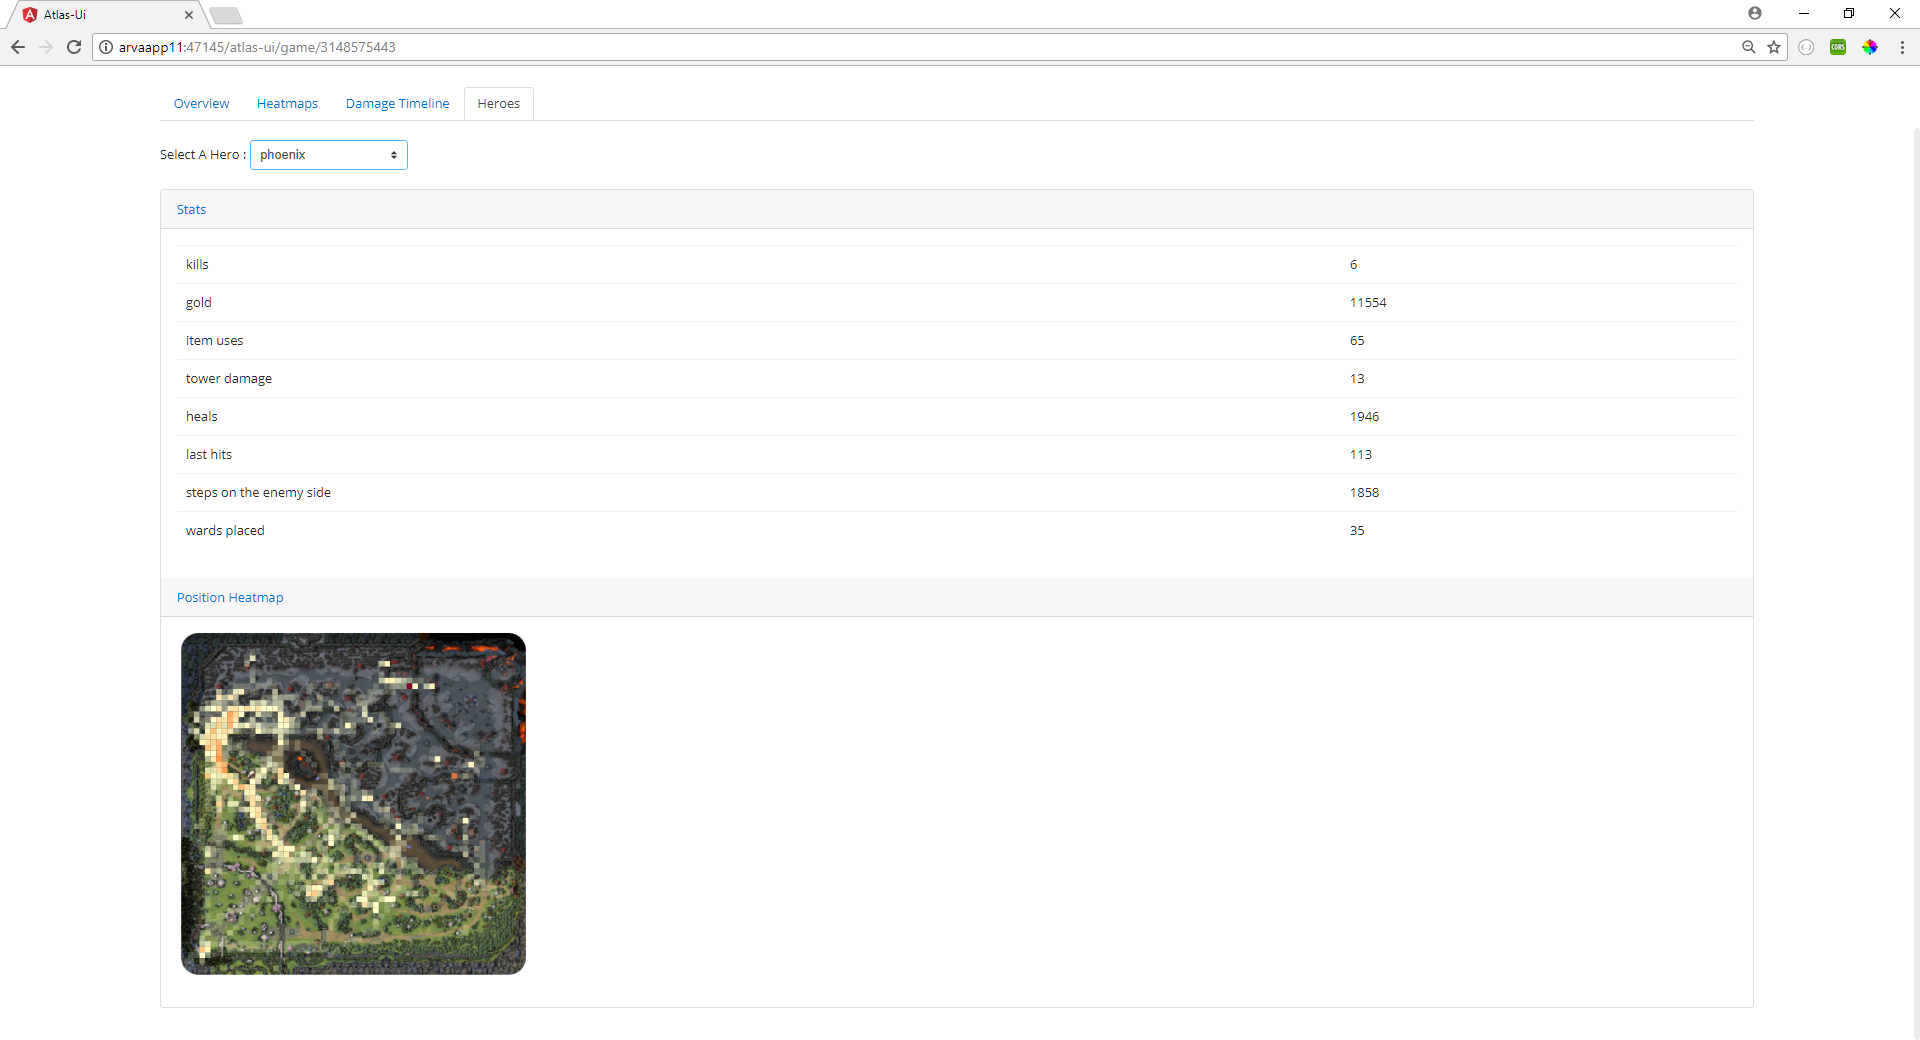 Atlas-Ui
arvaapp11:47145/atlas-ui/game/3148575443
CORS
Overview Heatmaps Damage Timeline Heroes
Select A Hero : phoenix
Stats
kills 6
gold 11554
item uses 65
tower damage 13
heals 1946
last hits 113
steps on the enemy side 1858
wards placed 35
Position Heatmap